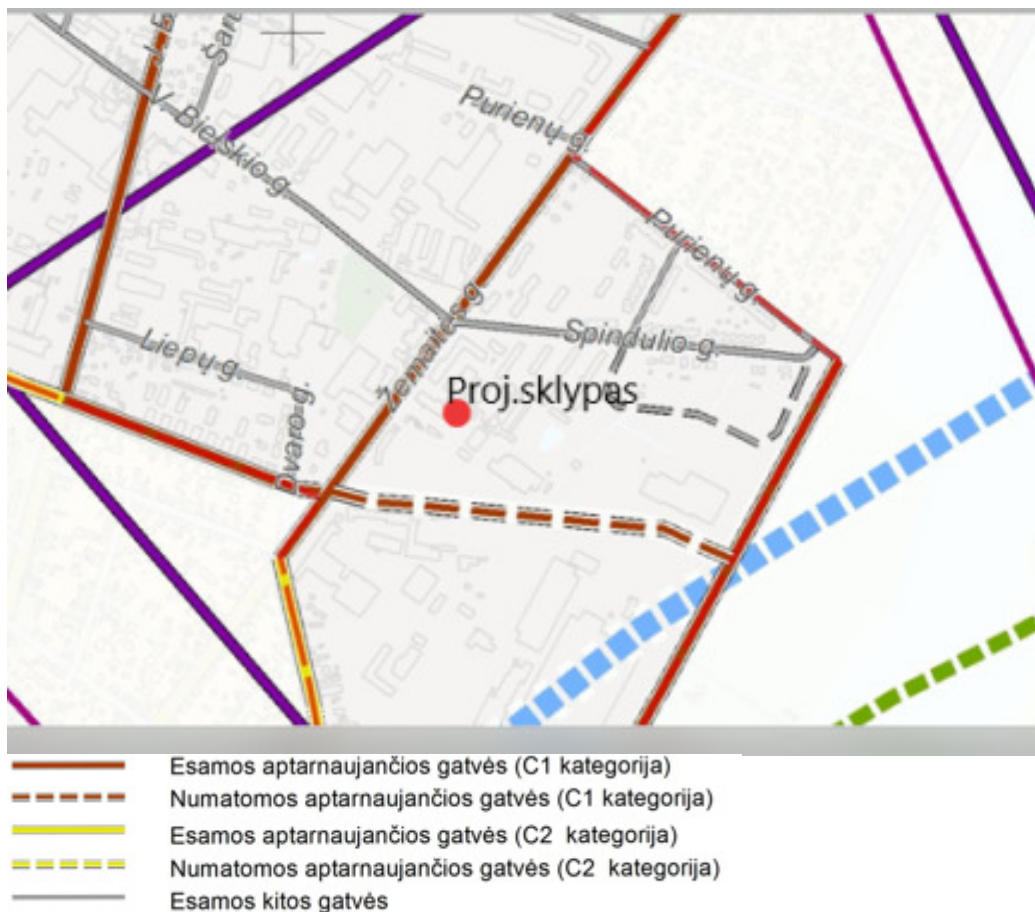 Purienų g.
V. Bielskio g.
Purienų g.
Liepų g.
Žemaitės g.
Spindulio g.
Proj.sklypas
Dvaro g.
Esamos aptarnaujančios gatvės (C1 kategorija)
Numatomos aptarnaujančios gatvės (C1 kategorija)
Esamos aptarnaujančios gatvės (C2 kategorija)
Numatomos aptarnaujančios gatvės (C2 kategorija)
Esamos kitos gatvės